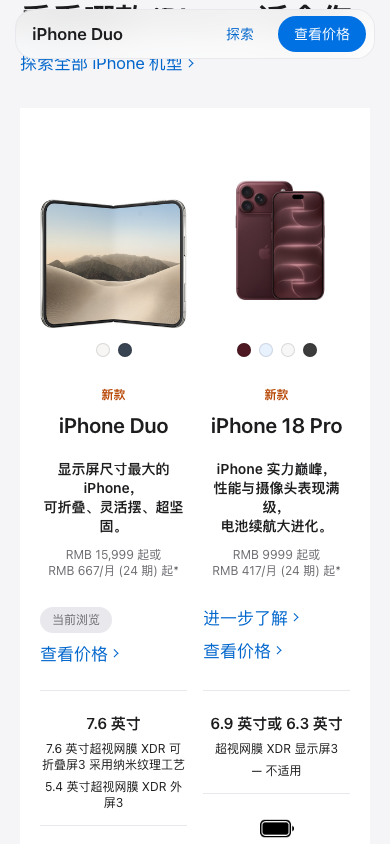 iPhone Duo
探索
查看价格
探索全部 iPhone 机型 >
新款
iPhone Duo
显示屏尺寸最大的
iPhone，
可折叠、灵活摆、超坚
固。
RMB 15,999 起或
RMB 667/月 (24 期) 起*
当前浏览
查看价格 >
7.6 英寸
7.6 英寸超视网膜 XDR 可
折叠屏3 采用纳米纹理工艺
5.4 英寸超视网膜 XDR 外
屏3
新款
iPhone 18 Pro
iPhone 实力巅峰，
性能与摄像头表现满
级，
电池续航大进化。
RMB 9999 起或
RMB 417/月 (24 期) 起*
进一步了解 >
查看价格 >
6.9 英寸或 6.3 英寸
超视网膜 XDR 显示屏3
— 不适用